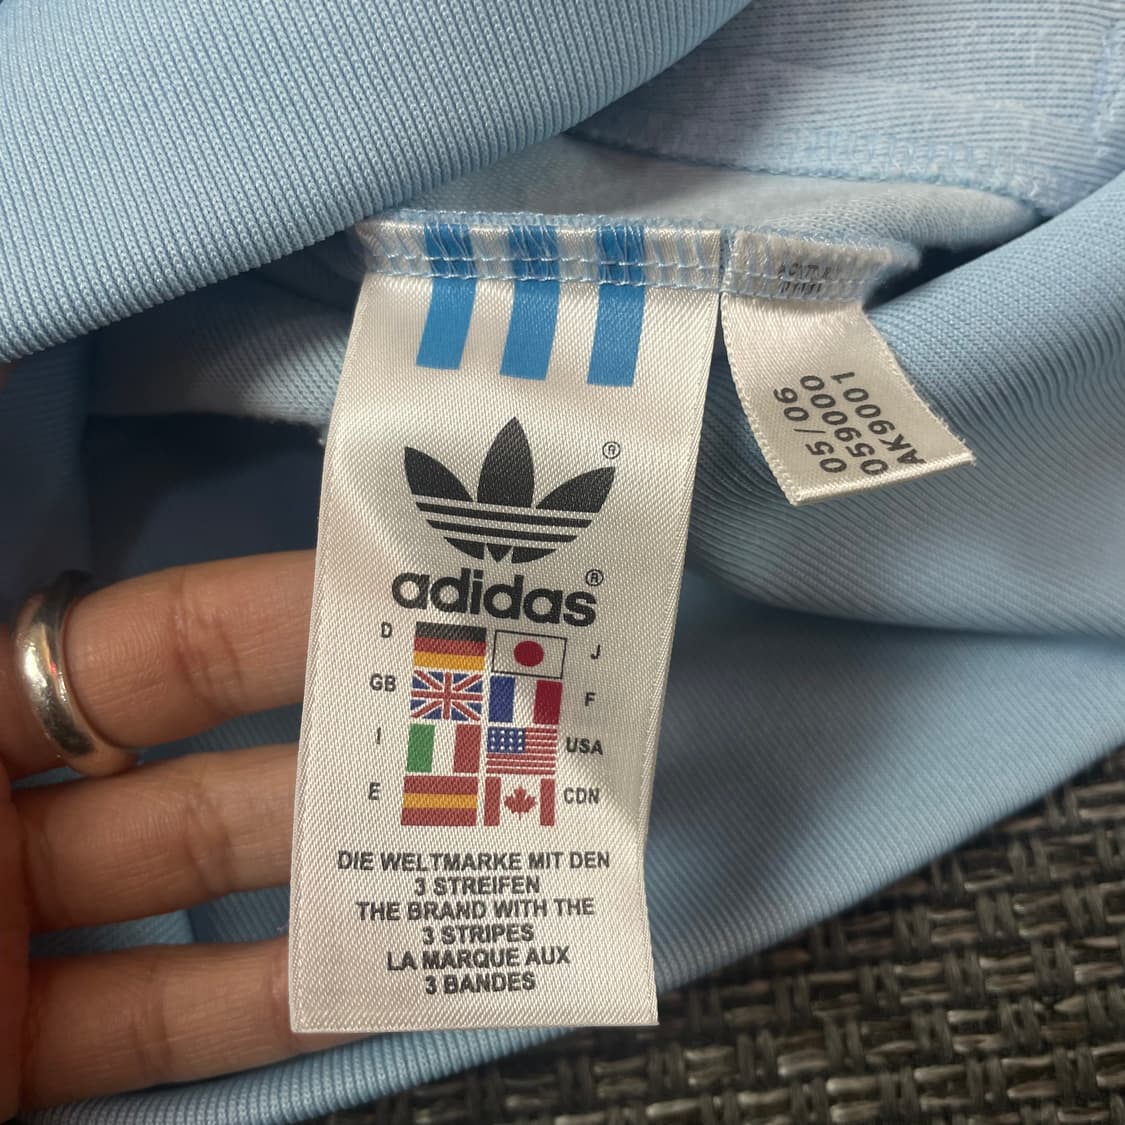 ®
adidas®
D
J
GB
F
I
USA
E
CDN
DIE WELTMARKE MIT DEN
3 STREIFEN
THE BRAND WITH THE
3 STRIPES
LA MARQUE AUX
3 BANDES
05/06
059000
AK9001